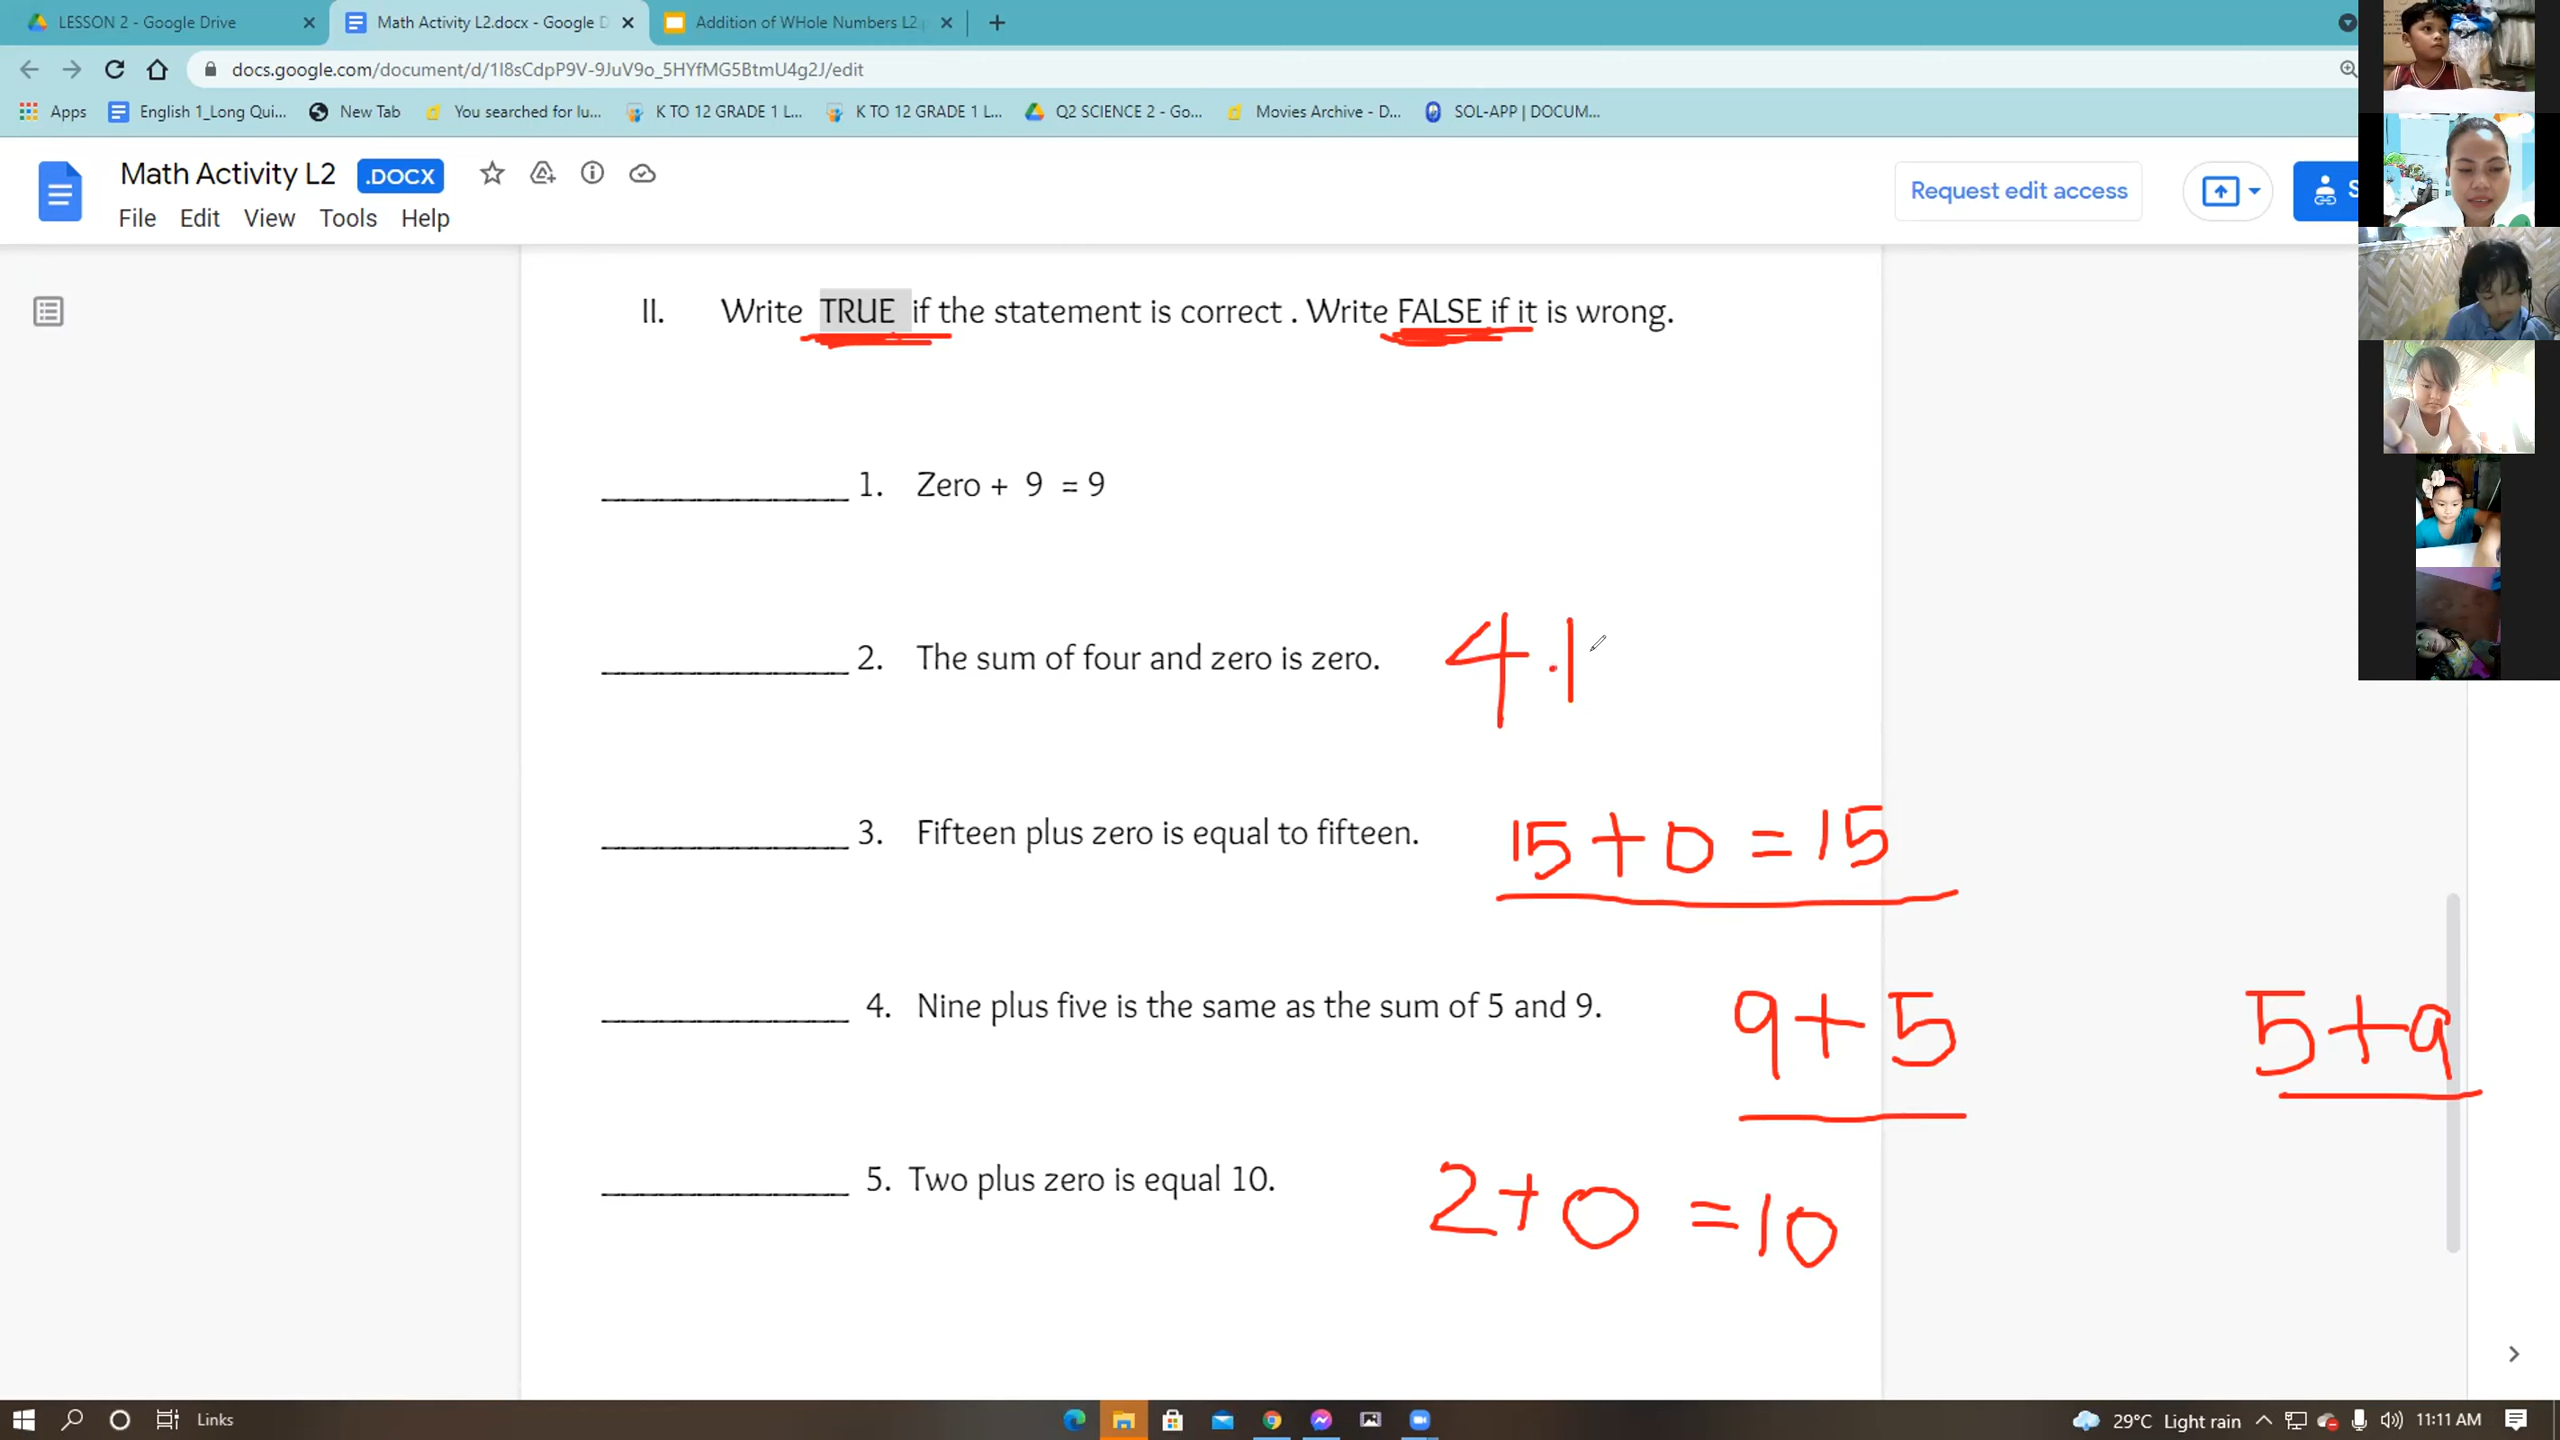 LESSON 2 - Google Drive
Math Activity L2.docx - Google D
Addition of WHole Numbers L2.
docs.google.com/document/d/1I8sCdpP9V-9JuV9o_5HYfMG5BtmU4g2J/edit
Apps English 1_Long Qui... New Tab You searched for lu... K TO 12 GRADE 1 L... K TO 12 GRADE 1 L... Q2 SCIENCE 2 - Go... Movies Archive - D... SOL-APP | DOCUM...
Math Activity L2 .DOCX
Request edit access
File Edit View Tools Help
II. Write TRUE if the statement is correct . Write FALSE if it is wrong.
____________ 1. Zero + 9 = 9
____________ 2. The sum of four and zero is zero. 4 .1
____________ 3. Fifteen plus zero is equal to fifteen. 15 + 0 = 15
____________ 4. Nine plus five is the same as the sum of 5 and 9. 9 + 5 5 + 9
____________ 5. Two plus zero is equal 10. 2 + 0 = 10
Links
29°C Light rain
11:11 AM